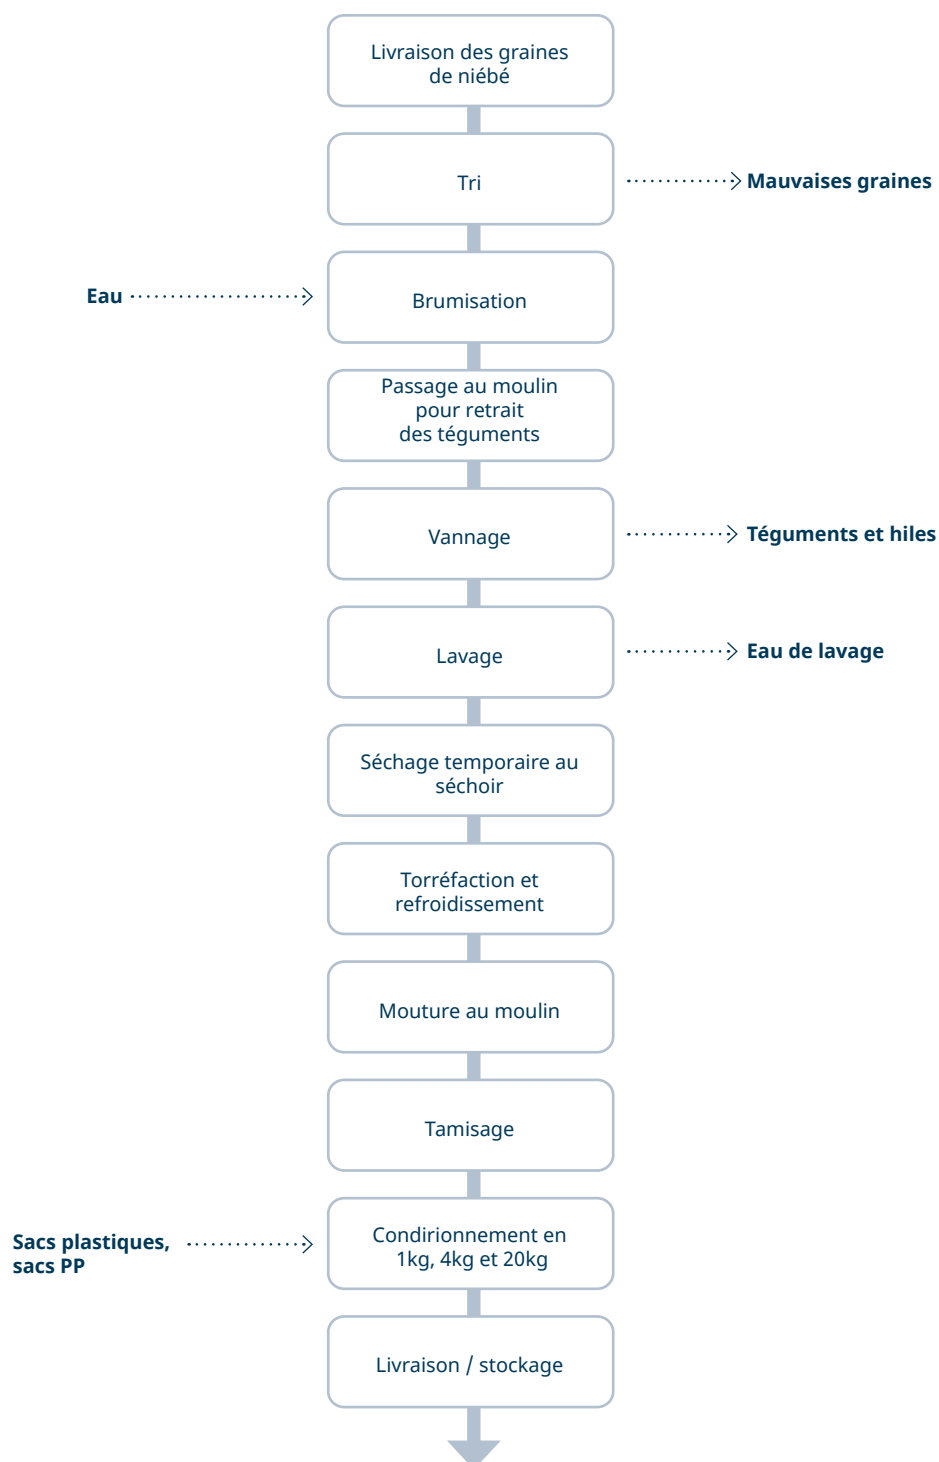 Livraison des graines
de niébé
Tri
Mauvaises graines
Eau
Brumisation
Passage au moulin
pour retrait
des téguments
Vannage
Téguments et hiles
Lavage
Eau de lavage
Séchage temporaire au
séchoir
Torréfaction et
refroidissement
Mouture au moulin
Tamisage
Sacs plastiques,
sacs PP
Condirionnement en
1kg, 4kg et 20kg
Livraison / stockage